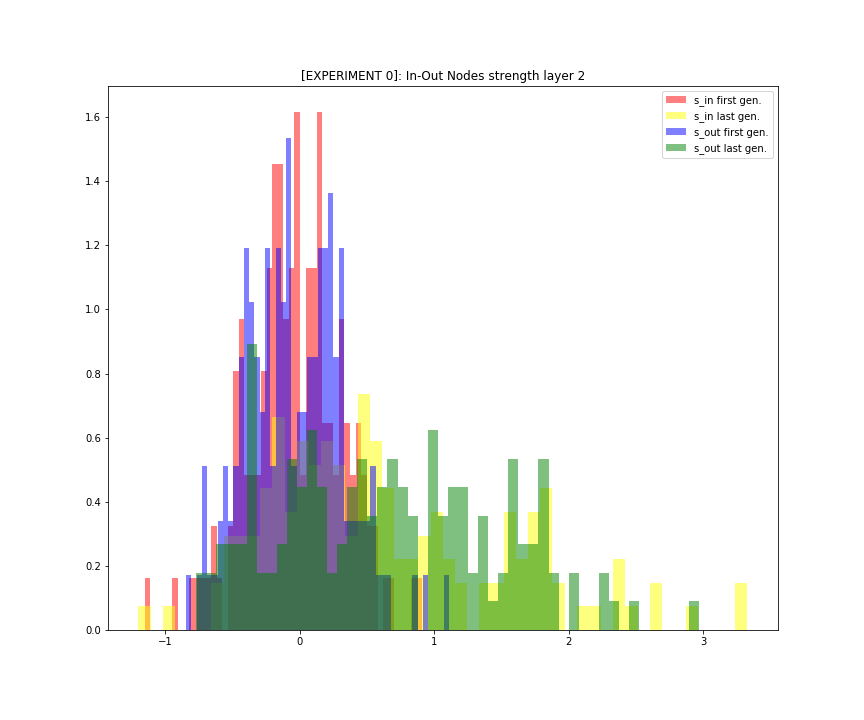 [EXPERIMENT 0]: In-Out Nodes strength layer 2
s_in first gen.
s_in last gen.
s_out first gen.
s_out last gen.
1.6
1.4
1.2
1.0
0.8
0.6
0.4
0.2
0.0
−1 0 1 2 3